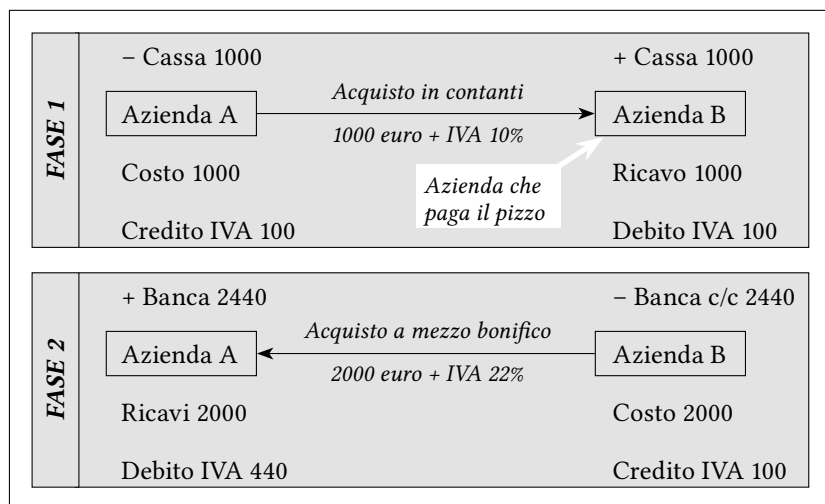 FASE 1
– Cassa 1000
+ Cassa 1000
Azienda A
Acquisto in contanti
1000 euro + IVA 10%
Azienda B
Costo 1000
Azienda che
paga il pizzo
Ricavo 1000
Credito IVA 100
Debito IVA 100
FASE 2
+ Banca 2440
– Banca c/c 2440
Azienda A
Acquisto a mezzo bonifico
2000 euro + IVA 22%
Azienda B
Ricavi 2000
Costo 2000
Debito IVA 440
Credito IVA 100